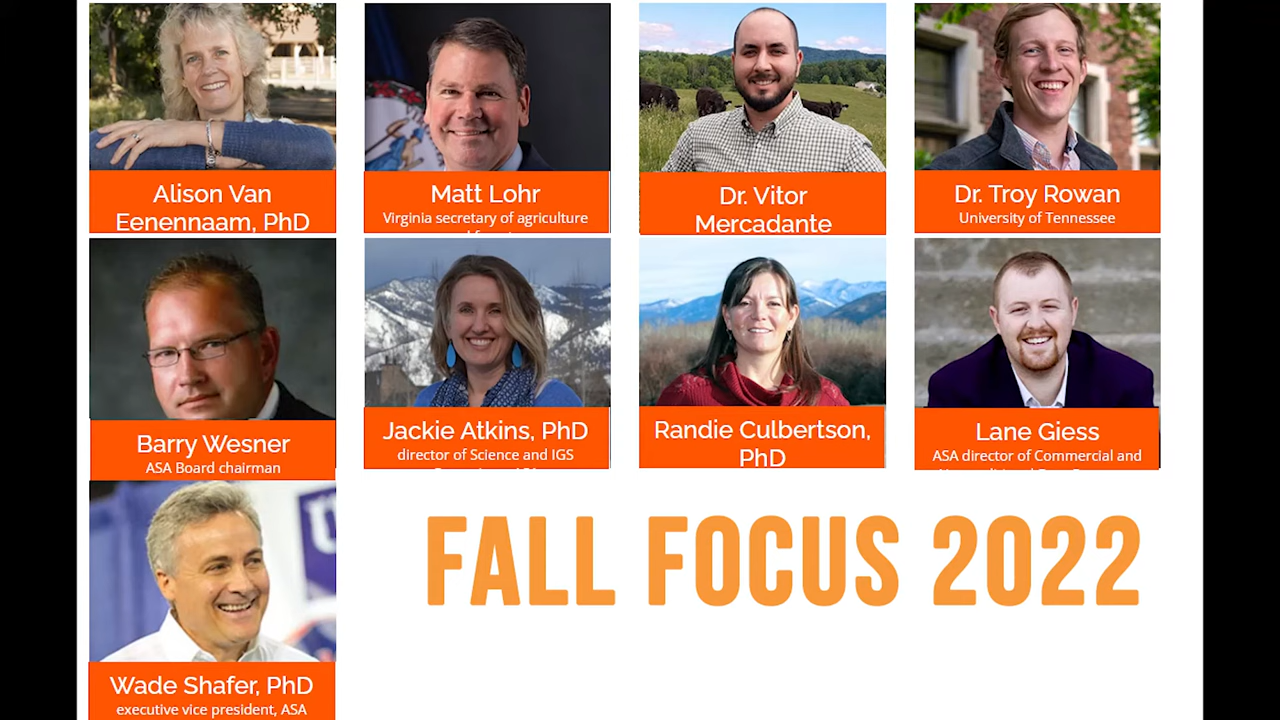 Alison Van
Eenennaam, PhD
Matt Lohr
Virginia secretary of agriculture
Dr. Vitor
Mercadante
Dr. Troy Rowan
University of Tennessee
Barry Wesner
ASA Board chairman
Jackie Atkins, PhD
director of Science and IGS
Randie Culbertson,
PhD
Lane Giess
ASA director of Commercial and
Wade Shafer, PhD
executive vice president, ASA
FALL FOCUS 2022